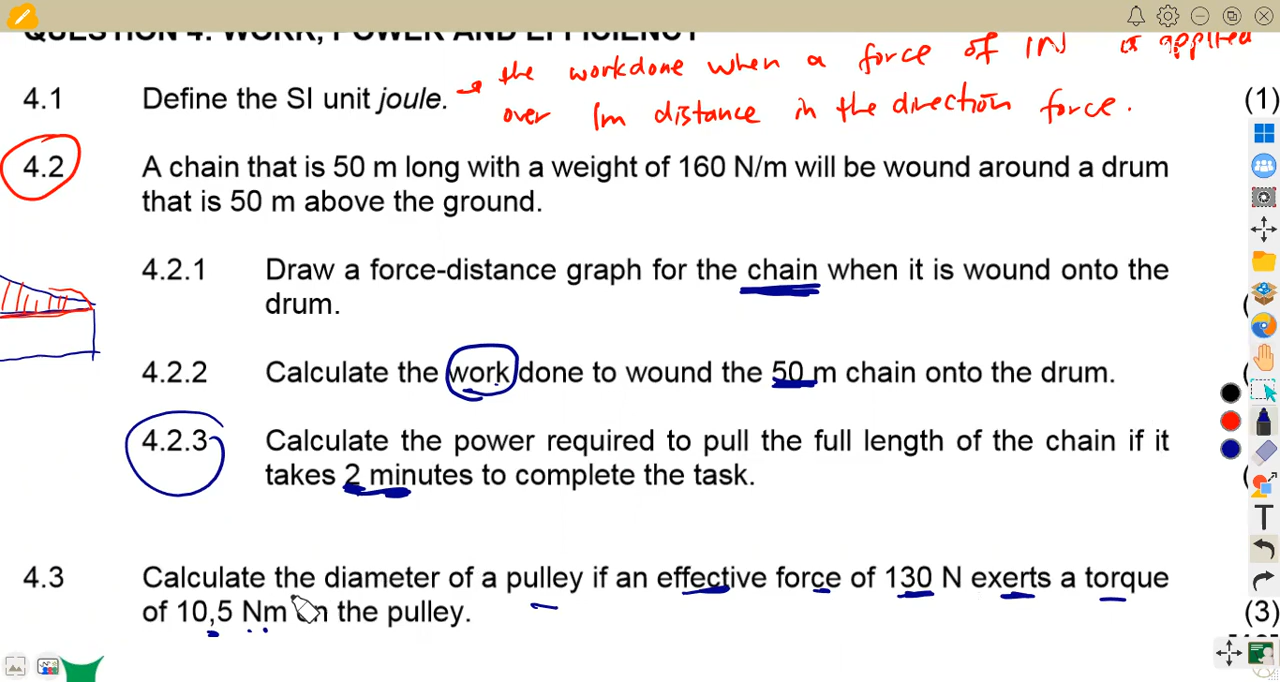 QUESTION 4: WORK, POWER AND EFFICIENCY
4.1 Define the SI unit joule. → the workdone when a force of 1N is applied
over 1m distance in the direction force. (1)
4.2 A chain that is 50 m long with a weight of 160 N/m will be wound around a drum
that is 50 m above the ground.
4.2.1 Draw a force-distance graph for the chain when it is wound onto the
drum.
4.2.2 Calculate the work done to wound the 50 m chain onto the drum.
4.2.3 Calculate the power required to pull the full length of the chain if it
takes 2 minutes to complete the task.
4.3 Calculate the diameter of a pulley if an effective force of 130 N exerts a torque
of 10,5 Nm on the pulley. (3)
T